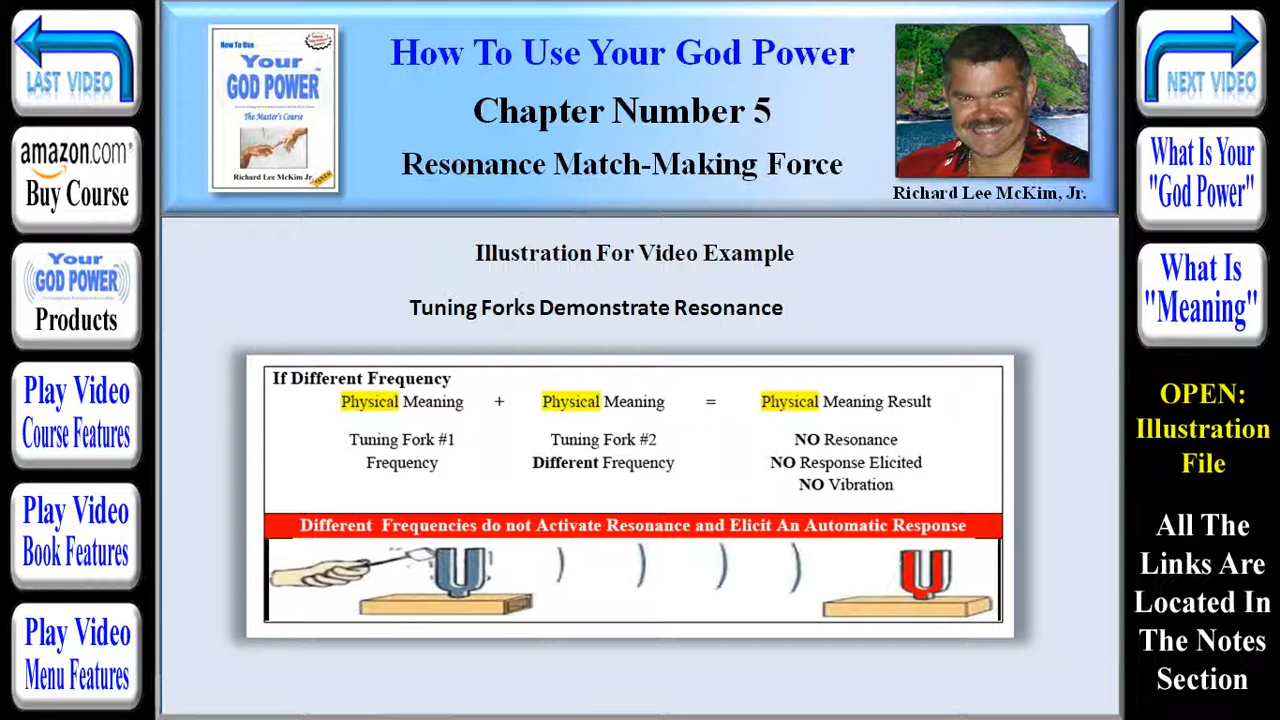 LAST VIDEO
amazon.com
Buy Course
Your
GOD POWER
Products
Play Video
Course Features
Play Video
Book Features
Play Video
Menu Features
How To Use
Your
GOD POWER
The Master's Course
Richard Lee McKim Jr.
How To Use Your God Power
Chapter Number 5
Resonance Match-Making Force
Richard Lee McKim, Jr.
Illustration For Video Example
Tuning Forks Demonstrate Resonance
If Different Frequency
Physical Meaning + Physical Meaning = Physical Meaning Result
Tuning Fork #1 Tuning Fork #2 NO Resonance
Frequency Different Frequency NO Response Elicited
NO Vibration
Different Frequencies do not Activate Resonance and Elicit An Automatic Response
NEXT VIDEO
What Is Your
"God Power"
What Is
"Meaning"
OPEN:
Illustration
File
All The
Links Are
Located In
The Notes
Section